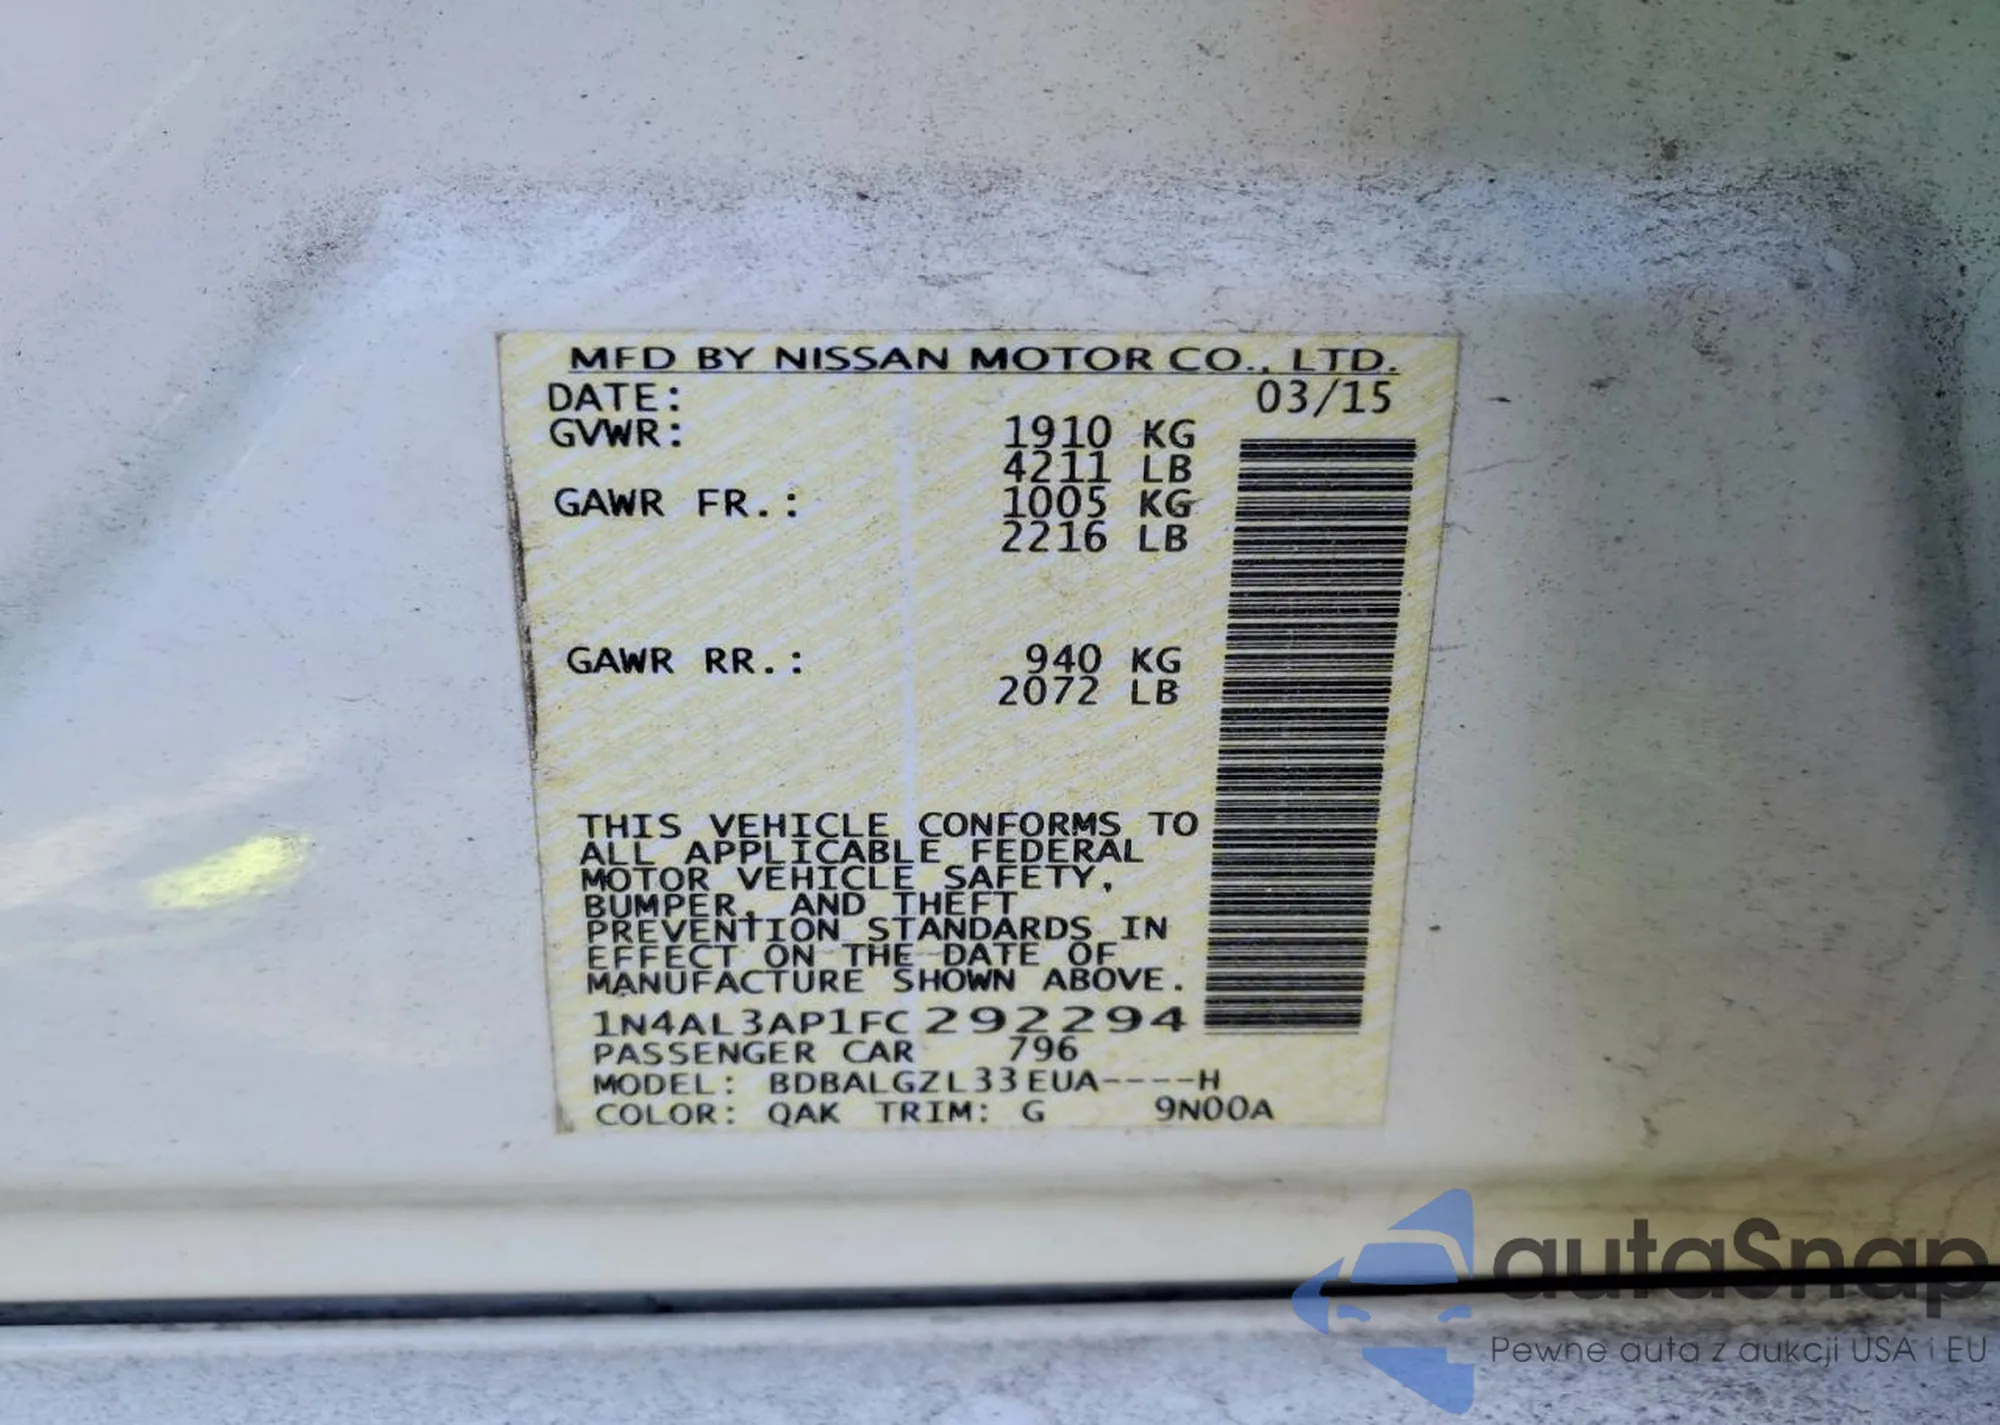 MFD BY NISSAN MOTOR CO., LTD.
DATE: 03/15
GVWR: 1910 KG
4211 LB
GAWR FR.: 1005 KG
2216 LB
GAWR RR.: 940 KG
2072 LB
THIS VEHICLE CONFORMS TO
ALL APPLICABLE FEDERAL
MOTOR VEHICLE SAFETY,
BUMPER, AND THEFT
PREVENTION STANDARDS IN
EFFECT ON THE DATE OF
MANUFACTURE SHOWN ABOVE.
1N4AL3AP1FC292294
PASSENGER CAR 796
MODEL: BDBALGZL33EUA----H
COLOR: QAK TRIM: G 9N00A
autaSnap
Pewne auta z aukcji USA i EU